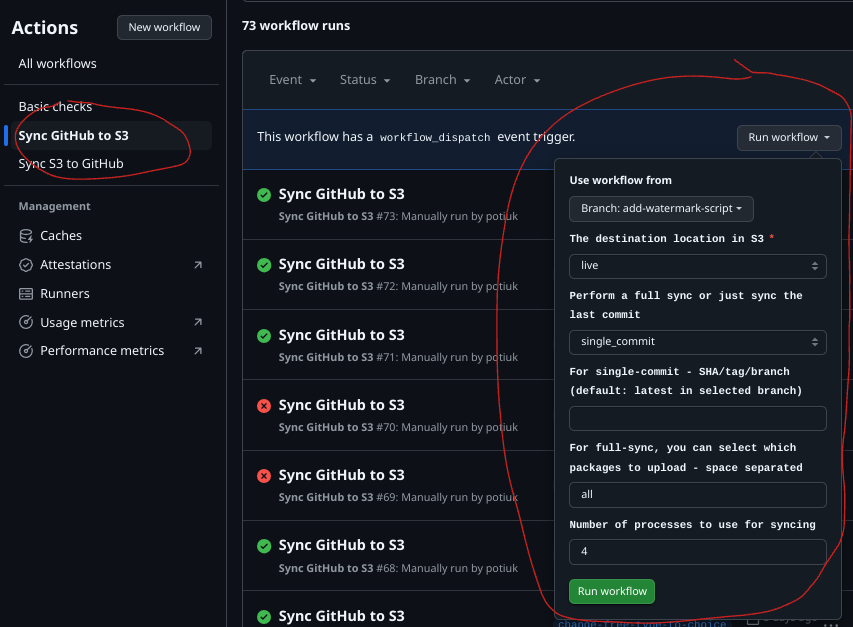 Actions
New workflow
All workflows
Basic checks
Sync GitHub to S3
Sync S3 to GitHub
Management
Caches
Attestations
Runners
Usage metrics
Performance metrics
73 workflow runs
Event
Status
Branch
Actor
This workflow has a workflow_dispatch event trigger.
Run workflow
Sync GitHub to S3
Sync GitHub to S3 #73: Manually run by potiuk
Sync GitHub to S3
Sync GitHub to S3 #72: Manually run by potiuk
Sync GitHub to S3
Sync GitHub to S3 #71: Manually run by potiuk
Sync GitHub to S3
Sync GitHub to S3 #70: Manually run by potiuk
Sync GitHub to S3
Sync GitHub to S3 #69: Manually run by potiuk
Sync GitHub to S3
Sync GitHub to S3 #68: Manually run by potiuk
Sync GitHub to S3
Use workflow from
Branch: add-watermark-script
The destination location in S3 *
live
Perform a full sync or just sync the
last commit
single_commit
For single-commit - SHA/tag/branch
(default: latest in selected branch)
For full-sync, you can select which
packages to upload - space separated
all
Number of processes to use for syncing
4
Run workflow